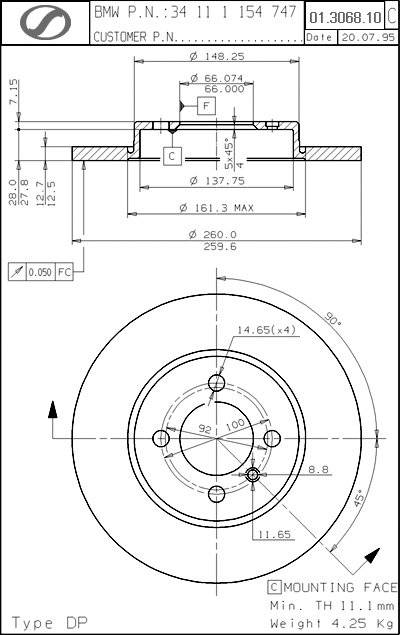 BMW P.N.:34 11 1 154 747
01.3068.10 C
CUSTOMER P.N.....................
Date 20.07.95
Ø 148.25
Ø 66.074
66.000
7.15
F
C
5x45°
4
28.0
27.8
12.7
12.5
Ø 137.75
Ø 161.3 MAX
Ø 260.0
259.6
0.050 FC
90°
14.65(x4)
92
100
8.8
45°
11.65
C MOUNTING FACE
Min. TH 11.1mm
Type DP
Weight 4.25 Kg